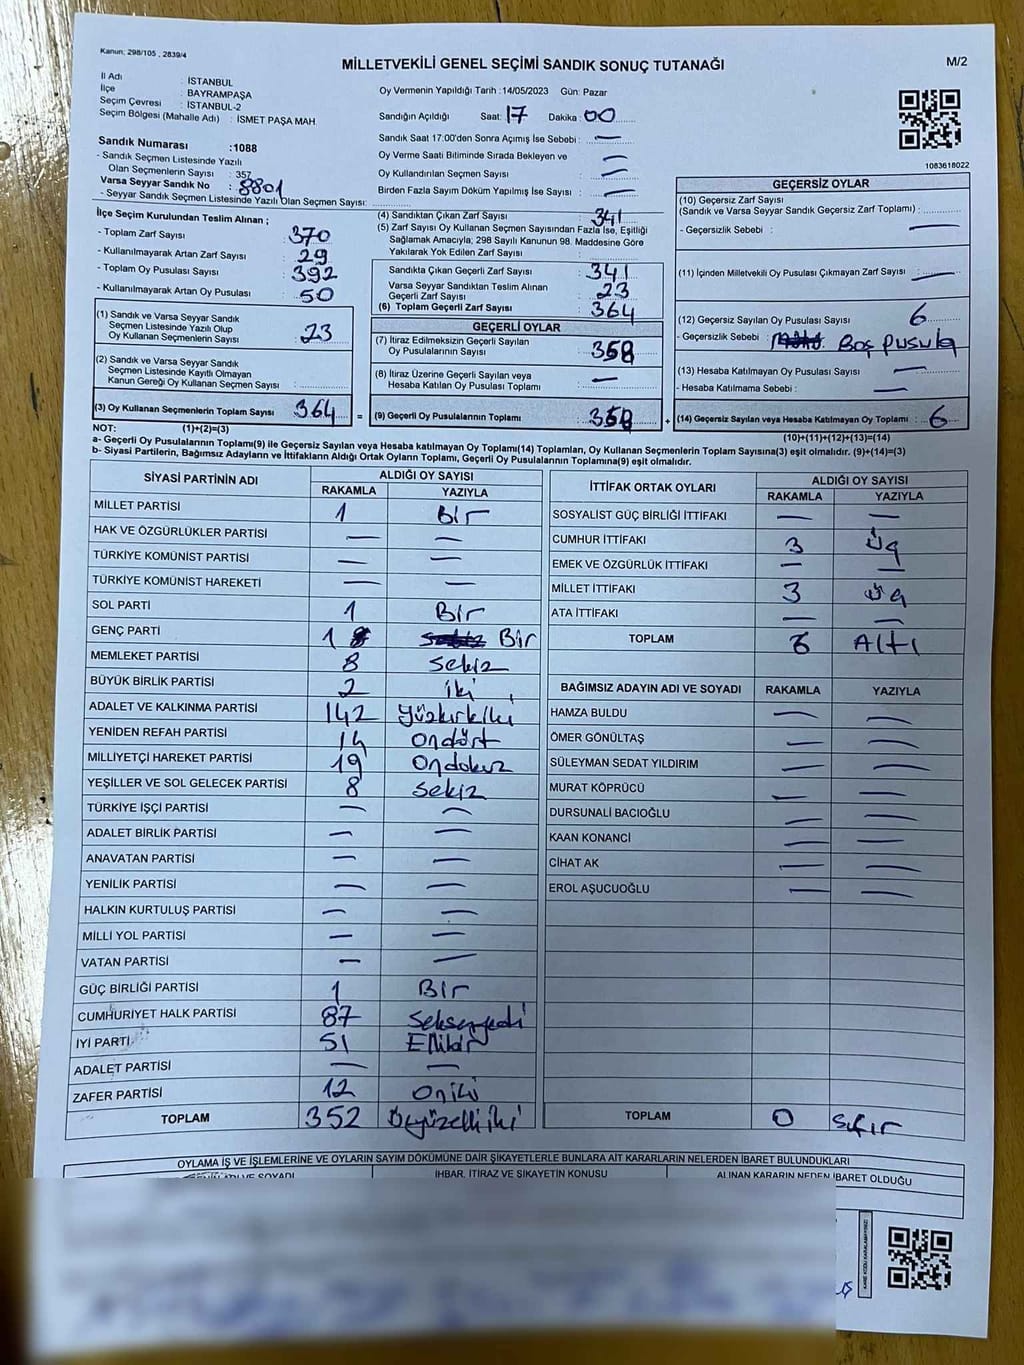 Kanun: 298/105 , 2839/4
MİLLETVEKİLİ GENEL SEÇİMİ SANDIK SONUÇ TUTANAĞI
M/2
İl Adı : İSTANBUL
İlçe : BAYRAMPAŞA
Seçim Çevresi : İSTANBUL-2
Seçim Bölgesi (Mahalle Adı) : İSMET PAŞA MAH.
Sandık Numarası :1088
- Sandık Seçmen Listesinde Yazılı
Olan Seçmenlerin Sayısı : 357
Varsa Seyyar Sandık No : 8801
- Seyyar Sandık Seçmen Listesinde Yazılı Olan Seçmen Sayısı:
Oy Vermenin Yapıldığı Tarih :14/05/2023 Gün: Pazar
Sandığın Açıldığı Saat: 17 Dakika: 00
Sandık Saat 17:00'den Sonra Açımış İse Sebebi : —
Oy Verme Saati Bitiminde Sırada Bekleyen ve : —
Oy Kullandırılan Seçmen Sayısı : —
Birden Fazla Sayım Döküm Yapılmış İse Sayısı : —
1083618022
İlçe Seçim Kurulundan Teslim Alınan ;
- Toplam Zarf Sayısı : 370
- Kullanılmayarak Artan Zarf Sayısı : 29
- Toplam Oy Pusulası Sayısı : 392
- Kullanılmayarak Artan Oy Pusulası : 50
(1) Sandık ve Varsa Seyyar Sandık
Seçmen Listesinde Yazılı Olup
Oy Kullanan Seçmenlerin Sayısı : 23
(2) Sandık ve Varsa Seyyar Sandık
Seçmen Listesinde Kayıtlı Olmayan
Kanun Gereği Oy Kullanan Seçmen Sayısı :
(3) Oy Kullanan Seçmenlerin Toplam Sayısı : 364
(4) Sandıktan Çıkan Zarf Sayısı : 341
(5) Zarf Sayısı Oy Kullanan Seçmen Sayısından Fazla İse, Eşitliği
Sağlamak Amacıyla; 298 Sayılı Kanunun 98. Maddesine Göre
Yakılarak Yok Edilen Zarf Sayısı :
Sandıkta Çıkan Geçerli Zarf Sayısı : 341
Varsa Seyyar Sandıktan Teslim Alınan
Geçerli Zarf Sayısı : 23
(6) Toplam Geçerli Zarf Sayısı : 364
GEÇERLİ OYLAR
(7) İtiraz Edilmeksizin Geçerli Sayılan
Oy Pusulalarının Sayısı : 358
(8) İtiraz Üzerine Geçerli Sayılan veya
Hesaba Katılan Oy Pusulası Toplamı : —
= (9) Geçerli Oy Pusulalarının Toplamı : 358
GEÇERSİZ OYLAR
(10) Geçersiz Zarf Sayısı
(Sandık ve Varsa Seyyar Sandık Geçersiz Zarf Toplamı) :
- Geçersizlik Sebebi : —
(11) İçinden Milletvekili Oy Pusulası Çıkmayan Zarf Sayısı : —
(12) Geçersiz Sayılan Oy Pusulası Sayısı : 6
- Geçersizlik Sebebi : Boş Pusula
(13) Hesaba Katılmayan Oy Pusulası Sayısı : —
- Hesaba Katılmama Sebebi : —
+ (14) Geçersiz Sayılan veya Hesaba Katılmayan Oy Toplamı : 6
NOT: (1)+(2)=(3)
(10)+(11)+(12)+(13)=(14)
a- Geçerli Oy Pusulalarının Toplamı(9) ile Geçersiz Sayılan veya Hesaba katılmayan Oy Toplamı(14) Toplamları, Oy Kullanan Seçmenlerin Toplam Sayısına(3) eşit olmalıdır. (9)+(14)=(3)
b- Siyasi Partilerin, Bağımsız Adayların ve İttifakların Aldığı Ortak Oyların Toplamı, Geçerli Oy Pusulalarının Toplamına(9) eşit olmalıdır.
SİYASİ PARTİNİN ADI ALDIĞI OY SAYISI
RAKAMLA YAZIYLA
MİLLET PARTİSİ 1 Bir
HAK VE ÖZGÜRLÜKLER PARTİSİ — —
TÜRKİYE KOMÜNİST PARTİSİ — —
TÜRKİYE KOMÜNİST HAREKETİ — —
SOL PARTİ 1 Bir
GENÇ PARTİ 1 Bir
MEMLEKET PARTİSİ 8 sekiz
BÜYÜK BİRLİK PARTİSİ 2 iki
ADALET VE KALKINMA PARTİSİ 142 yüzkırkiki
YENİDEN REFAH PARTİSİ 14 ondört
MİLLİYETÇİ HAREKET PARTİSİ 19 ondokuz
YEŞİLLER VE SOL GELECEK PARTİSİ 8 sekiz
TÜRKİYE İŞÇİ PARTİSİ — —
ADALET BİRLİK PARTİSİ — —
ANAVATAN PARTİSİ — —
YENİLİK PARTİSİ — —
HALKIN KURTULUŞ PARTİSİ — —
MİLLİ YOL PARTİSİ — —
VATAN PARTİSİ — —
GÜÇ BİRLİĞİ PARTİSİ 1 Bir
CUMHURİYET HALK PARTİSİ 87 seksenyedi
İYİ PARTİ 51 Ellibir
ADALET PARTİSİ — —
ZAFER PARTİSİ 12 oniki
TOPLAM 352 üçyüzelliiki
İTTİFAK ORTAK OYLARI ALDIĞI OY SAYISI
RAKAMLA YAZIYLA
SOSYALİST GÜÇ BİRLİĞİ İTTİFAKI — —
CUMHUR İTTİFAKI 3 üç
EMEK VE ÖZGÜRLÜK İTTİFAKI — —
MİLLET İTTİFAKI 3 üç
ATA İTTİFAKI — —
TOPLAM 6 Altı
BAĞIMSIZ ADAYIN ADI VE SOYADI RAKAMLA YAZIYLA
HAMZA BULDU — —
ÖMER GÖNÜLTAŞ — —
SÜLEYMAN SEDAT YILDIRIM — —
MURAT KÖPRÜCÜ — —
DURSUNALİ BACIOĞLU — —
KAAN KONANCİ — —
CİHAT AK — —
EROL AŞUCUOĞLU — —
TOPLAM 0 sıfır
OYLAMA İŞ VE İŞLEMLERİNE VE OYLARIN SAYIM DÖKÜMÜNE DAİR ŞİKAYETLERLE BUNLARA AİT KARARLARIN NELERDEN İBARET BULUNDUKLARI
ADI VE SOYADI İHBAR, İTİRAZ VE ŞİKAYETİN KONUSU ALINAN KARARIN NEDEN İBARET OLDUĞU
KARE KODU KARALAMAYINIZ!